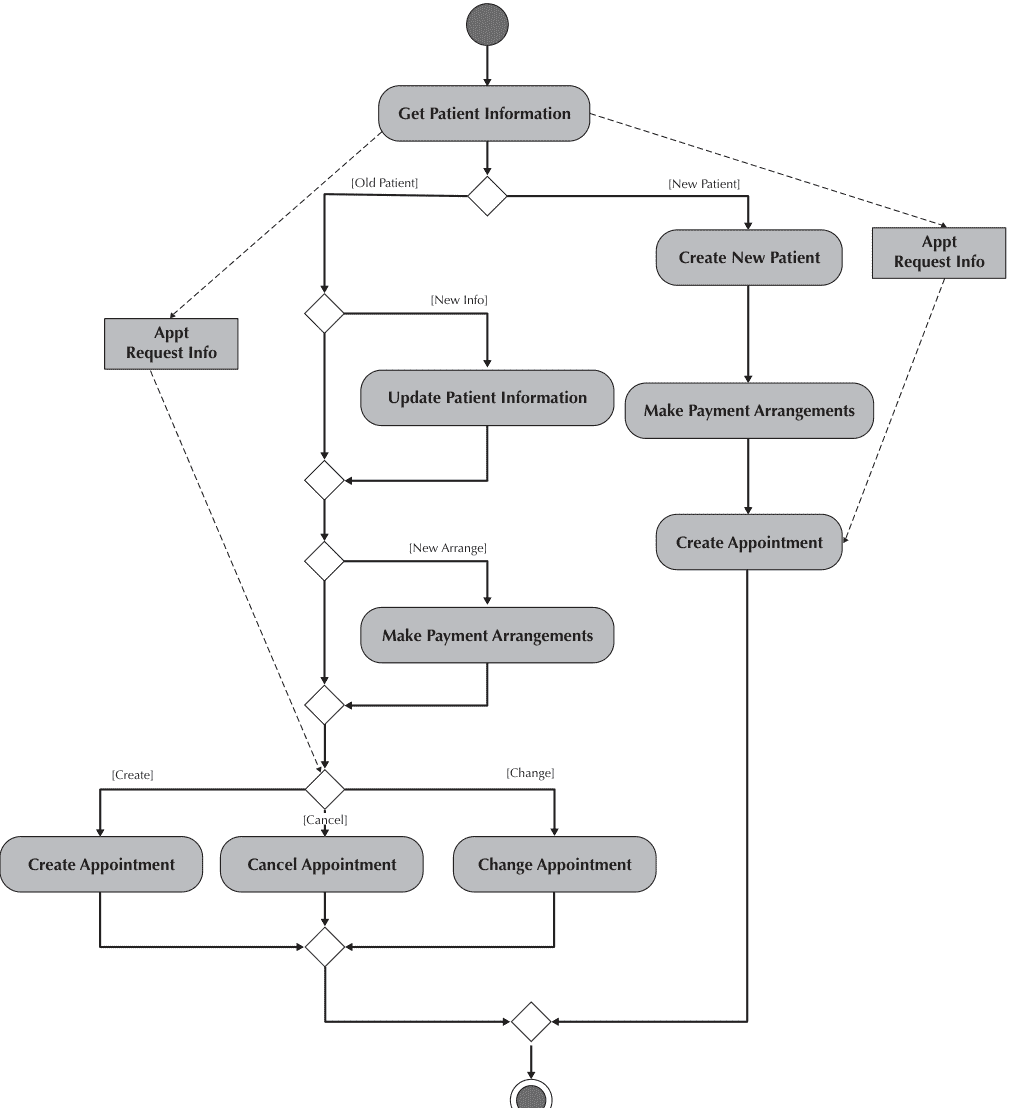 Get Patient Information
[Old Patient]
[New Patient]
Create New Patient
Appt
Request Info
[New Info]
Appt
Request Info
Update Patient Information
Make Payment Arrangements
Create Appointment
[New Arrange]
Make Payment Arrangements
[Create]
[Change]
[Cancel]
Create Appointment
Cancel Appointment
Change Appointment